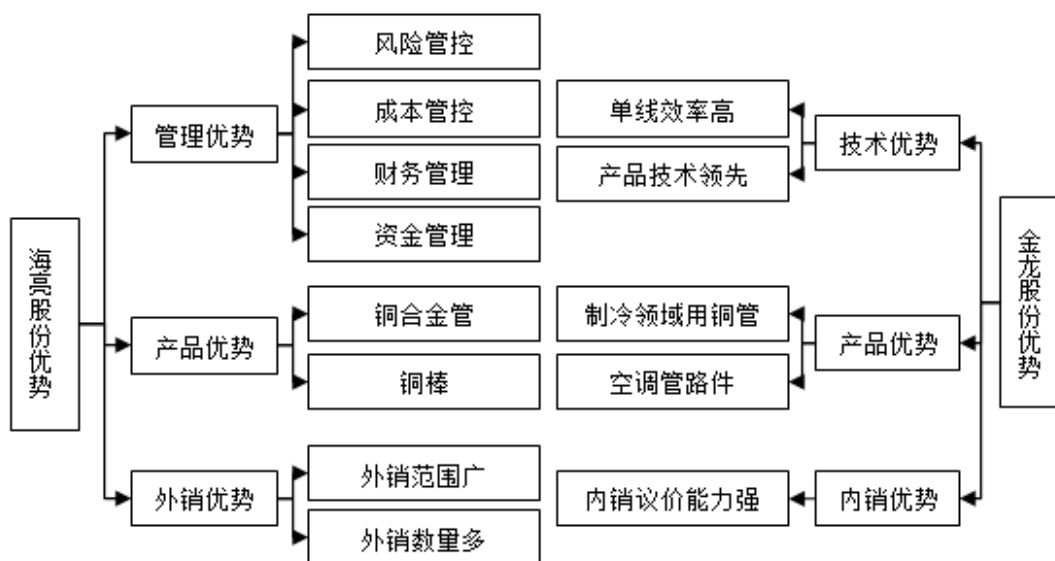 海亮股份优势
管理优势
风险管控
成本管控
财务管理
资金管理
产品优势
铜合金管
铜棒
外销优势
外销范围广
外销数量多
单线效率高
产品技术领先
技术优势
制冷领域用铜管
空调管路件
产品优势
内销议价能力强
内销优势
金龙股份优势